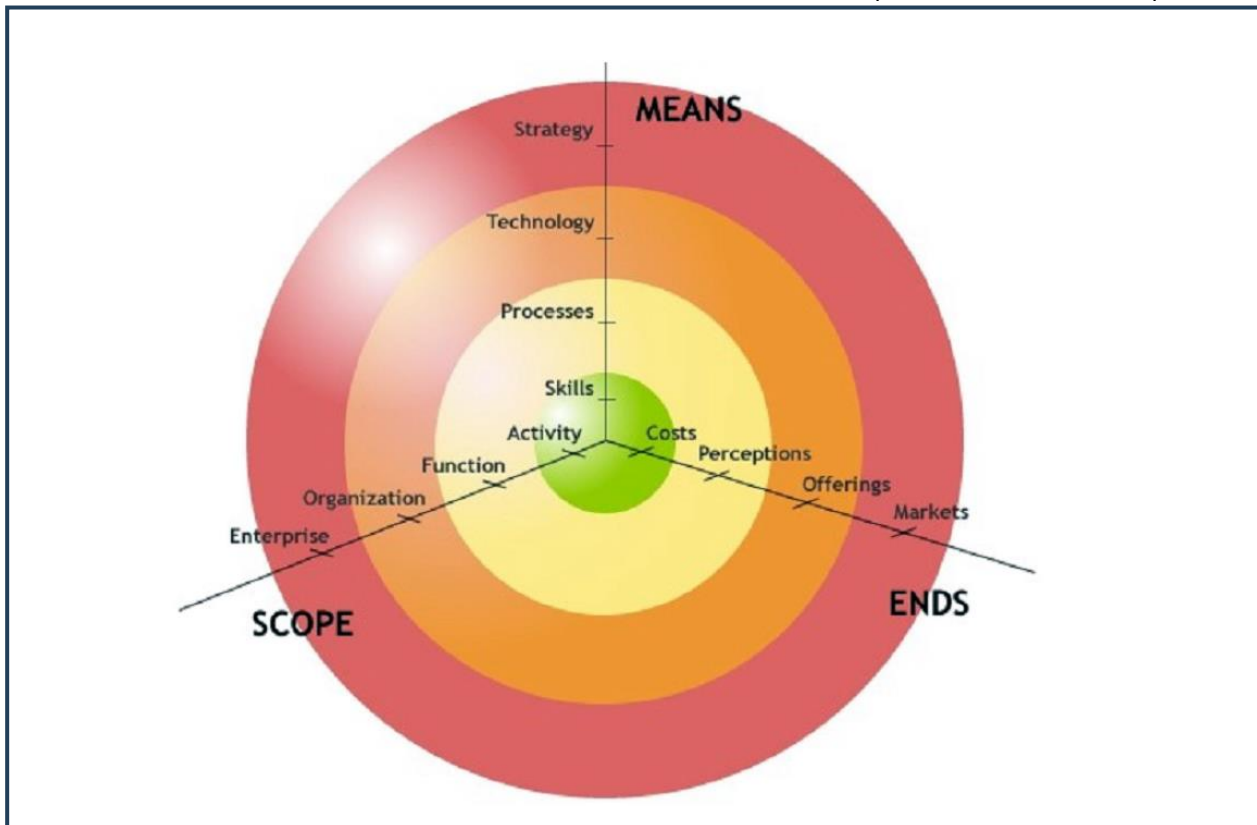 MEANS
Strategy
Technology
Processes
Skills
Activity
Costs
Function
Perceptions
Organization
Offerings
Enterprise
Markets
SCOPE
ENDS